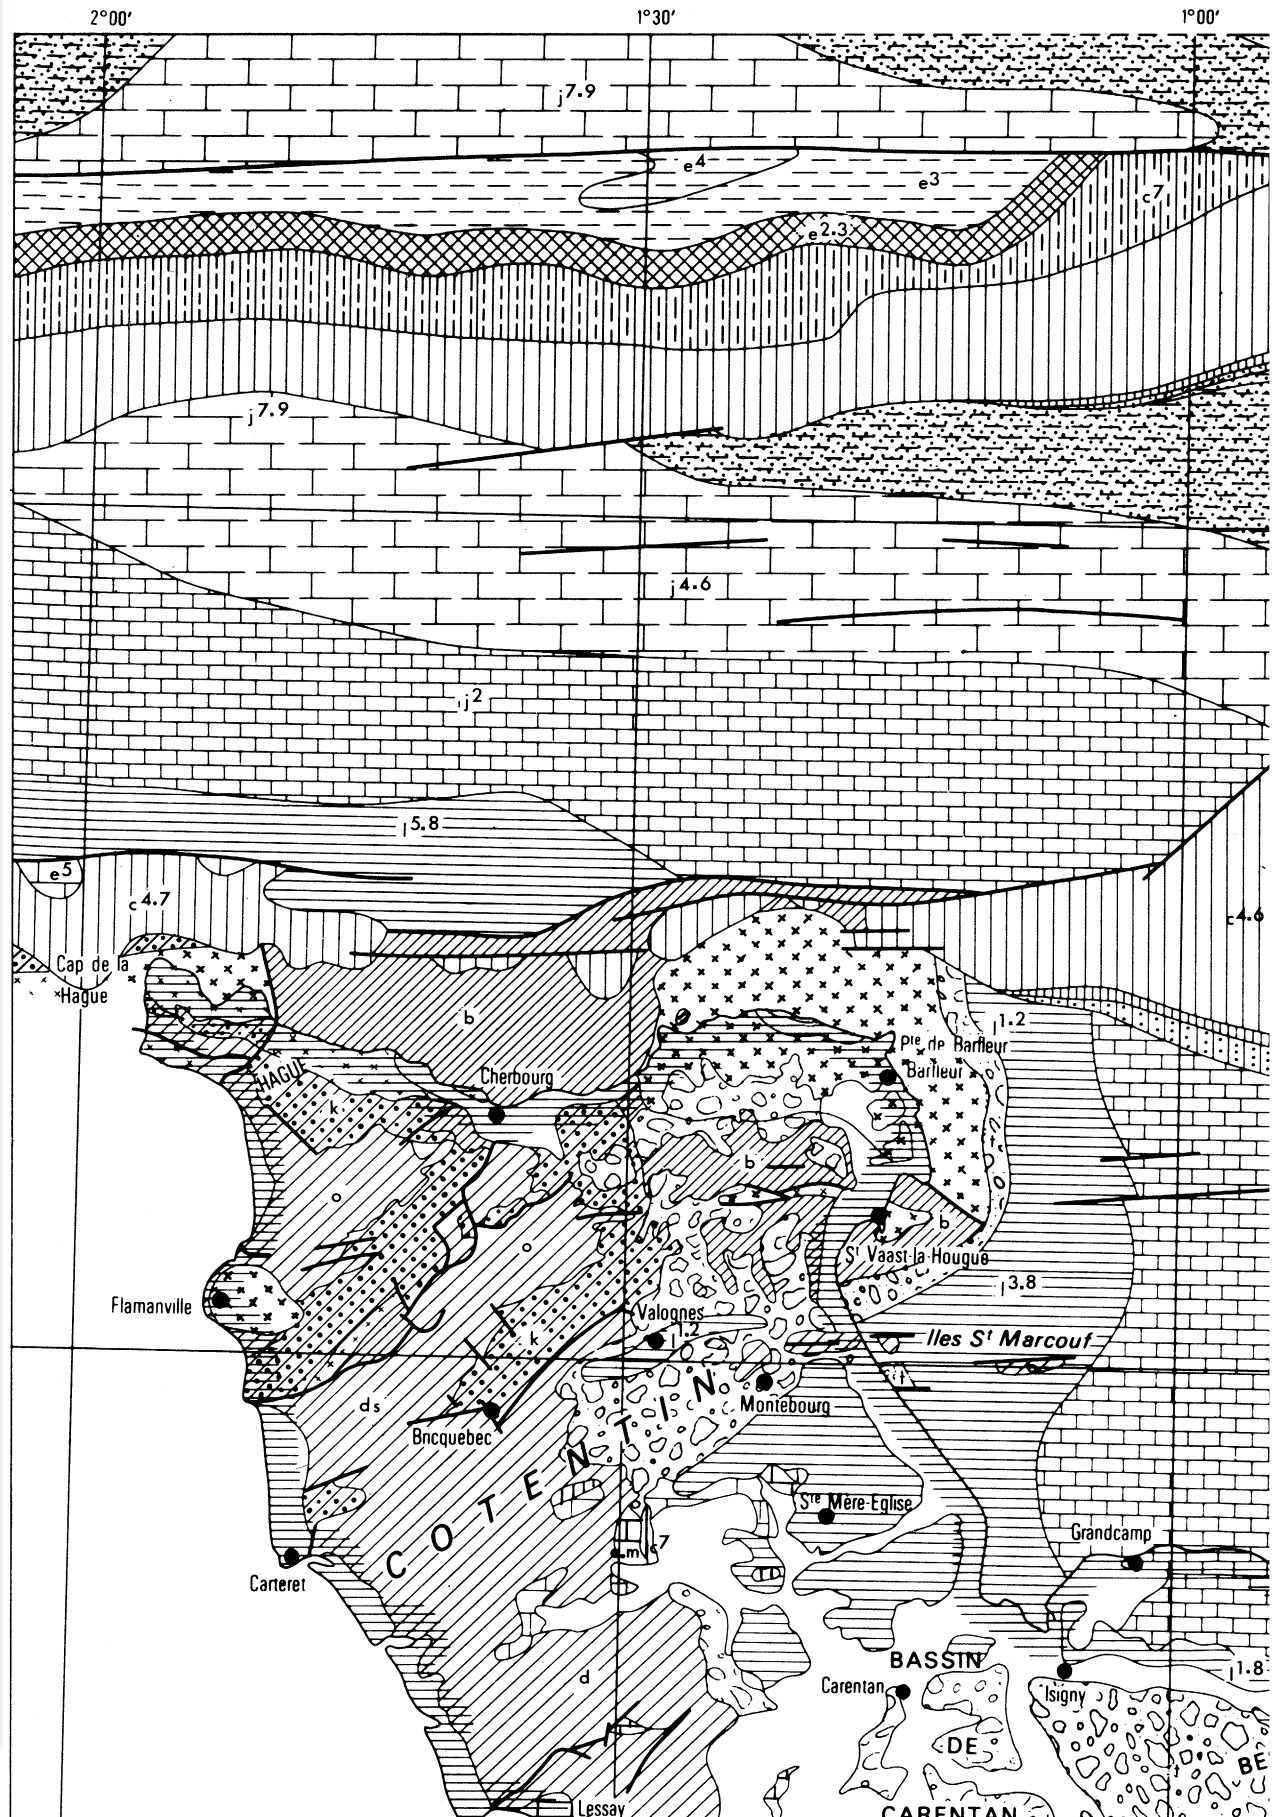 2°00' 1°30' 1°00'
j7.9
e4
e3
c7
e2.3
j7.9
j4.6
j2
l5.8
e5
c4.7
c4.6
Cap de la
Hague
b
l1.2
Pte de Barfleur
Barfleur
HAGUE
Cherbourg
k
b
o
b
St Vaast-la-Hougue
o
l3.8
Flamanville
Valognes
l1.2
k
Iles St Marcouf
t
ds
Montebourg
Bricquebec
COTENTIN
Ste Mère-Eglise
Grandcamp
m c7
Carteret
BASSIN
l1.8
d
Carentan
Isigny
DE
t
BE
Lessay
CARENTAN